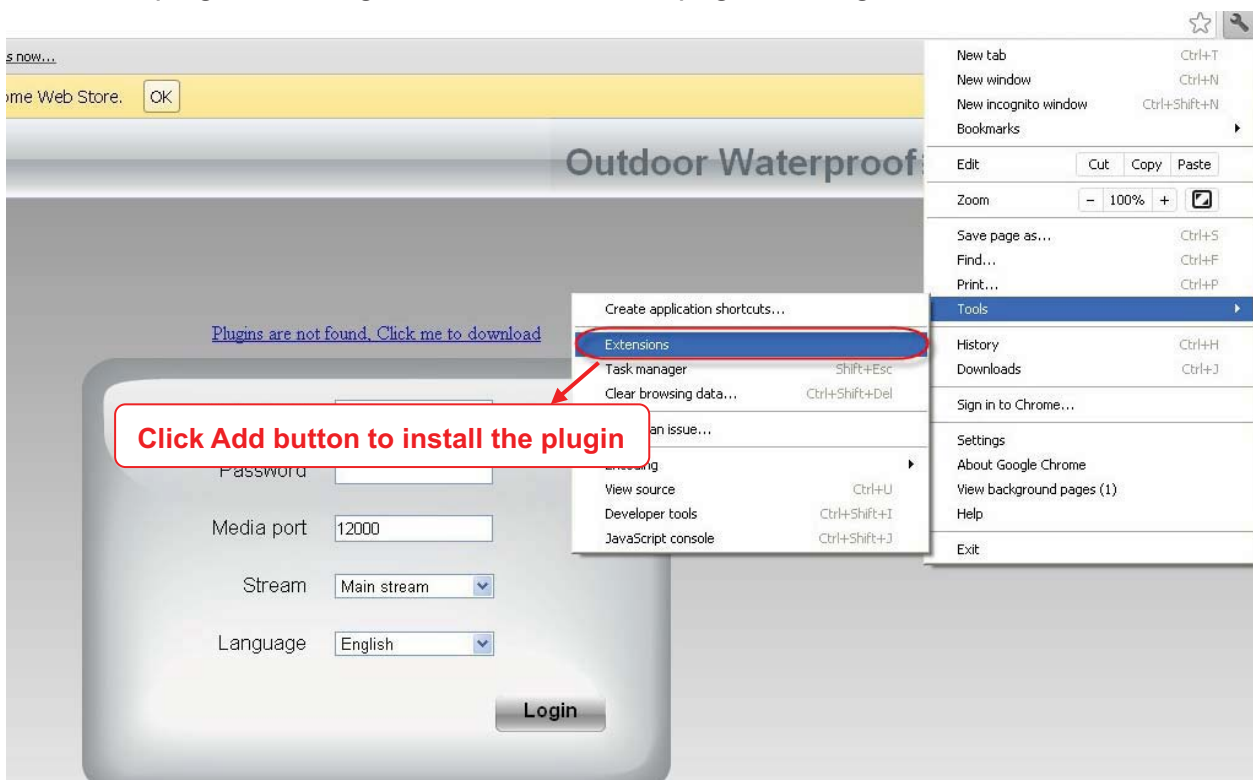 s now...
ome Web Store. OK
Outdoor Waterproof
New tab Ctrl+T
New window Ctrl+N
New incognito window Ctrl+Shift+N
Bookmarks
Edit Cut Copy Paste
Zoom - 100% +
Save page as... Ctrl+S
Find... Ctrl+F
Print... Ctrl+P
Tools
History Ctrl+H
Downloads Ctrl+J
Sign in to Chrome...
Settings
About Google Chrome
View background pages (1)
Help
Exit
Create application shortcuts...
Extensions
Task manager Shift+Esc
Clear browsing data... Ctrl+Shift+Del
an issue...
Encoding
View source Ctrl+U
Developer tools Ctrl+Shift+I
JavaScript console Ctrl+Shift+J
Plugins are not found, Click me to download
Click Add button to install the plugin
Password
Media port 12000
Stream Main stream
Language English
Login